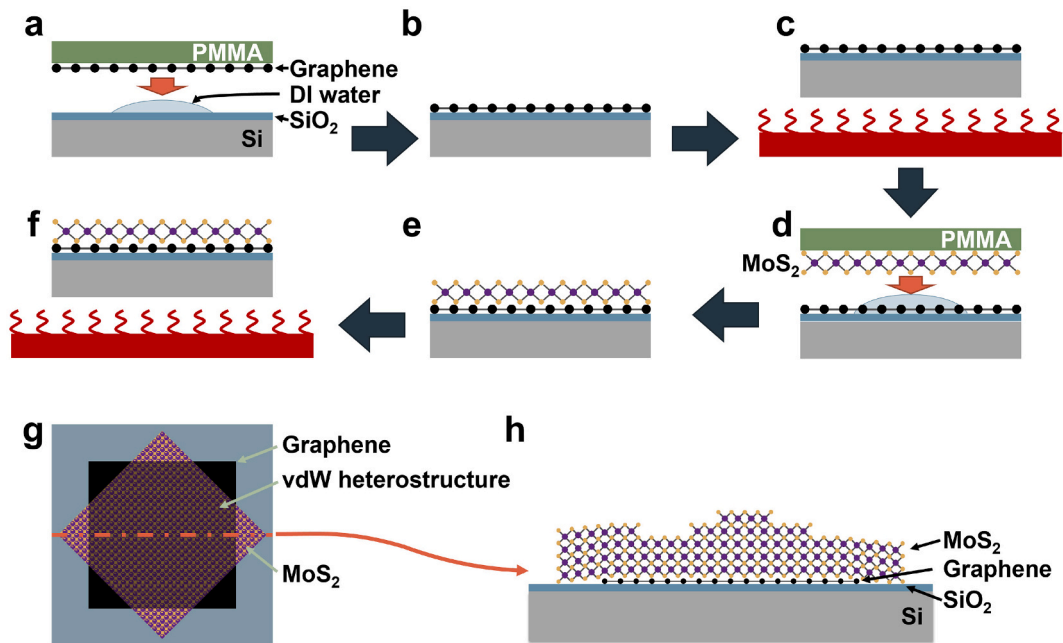 a
PMMA
Graphene
DI water
SiO₂
Si
b
c
f
e
d
PMMA
MoS₂
g
Graphene
vdW heterostructure
MoS₂
h
MoS₂
Graphene
SiO₂
Si